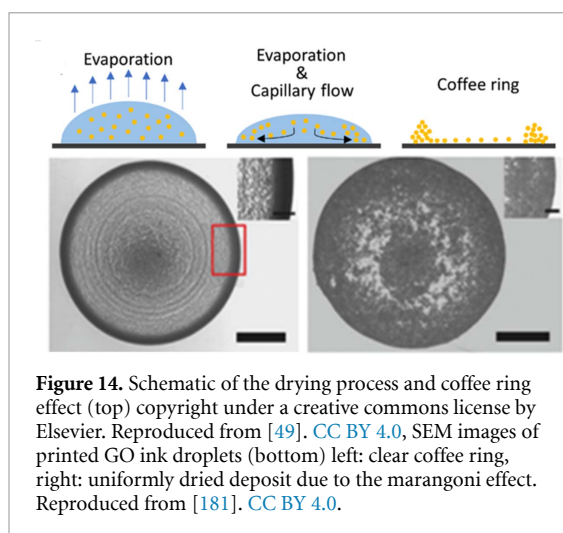 Evaporation
Evaporation
&
Capillary flow
Coffee ring
Figure 14. Schematic of the drying process and coffee ring
effect (top) copyright under a creative commons license by
Elsevier. Reproduced from [49]. CC BY 4.0, SEM images of
printed GO ink droplets (bottom) left: clear coffee ring,
right: uniformly dried deposit due to the marangoni effect.
Reproduced from [181]. CC BY 4.0.